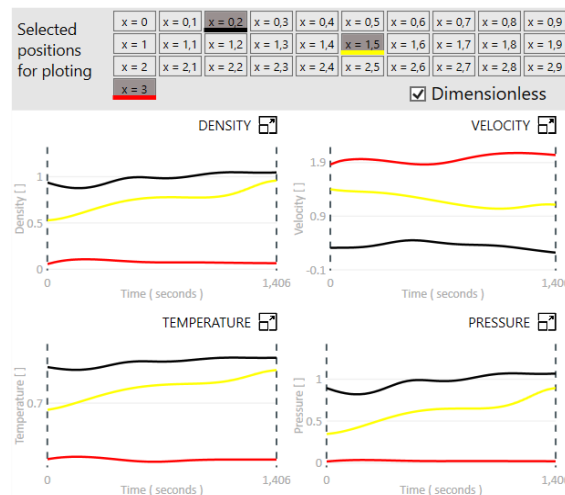 Selected positions for ploting
x = 0 x = 0,1 x = 0,2 x = 0,3 x = 0,4 x = 0,5 x = 0,6 x = 0,7 x = 0,8 x = 0,9
x = 1 x = 1,1 x = 1,2 x = 1,3 x = 1,4 x = 1,5 x = 1,6 x = 1,7 x = 1,8 x = 1,9
x = 2 x = 2,1 x = 2,2 x = 2,3 x = 2,4 x = 2,5 x = 2,6 x = 2,7 x = 2,8 x = 2,9
x = 3
Dimensionless
DENSITY
Density [ ]
1
0.5
0
0 1,406
Time ( seconds )
VELOCITY
Velocity [ ]
1.9
0.9
-0.1
0 1,406
Time ( seconds )
TEMPERATURE
Temperature [ ]
0.7
0 1,406
Time ( seconds )
PRESSURE
Pressure [ ]
1
0.5
0
0 1,406
Time ( seconds )